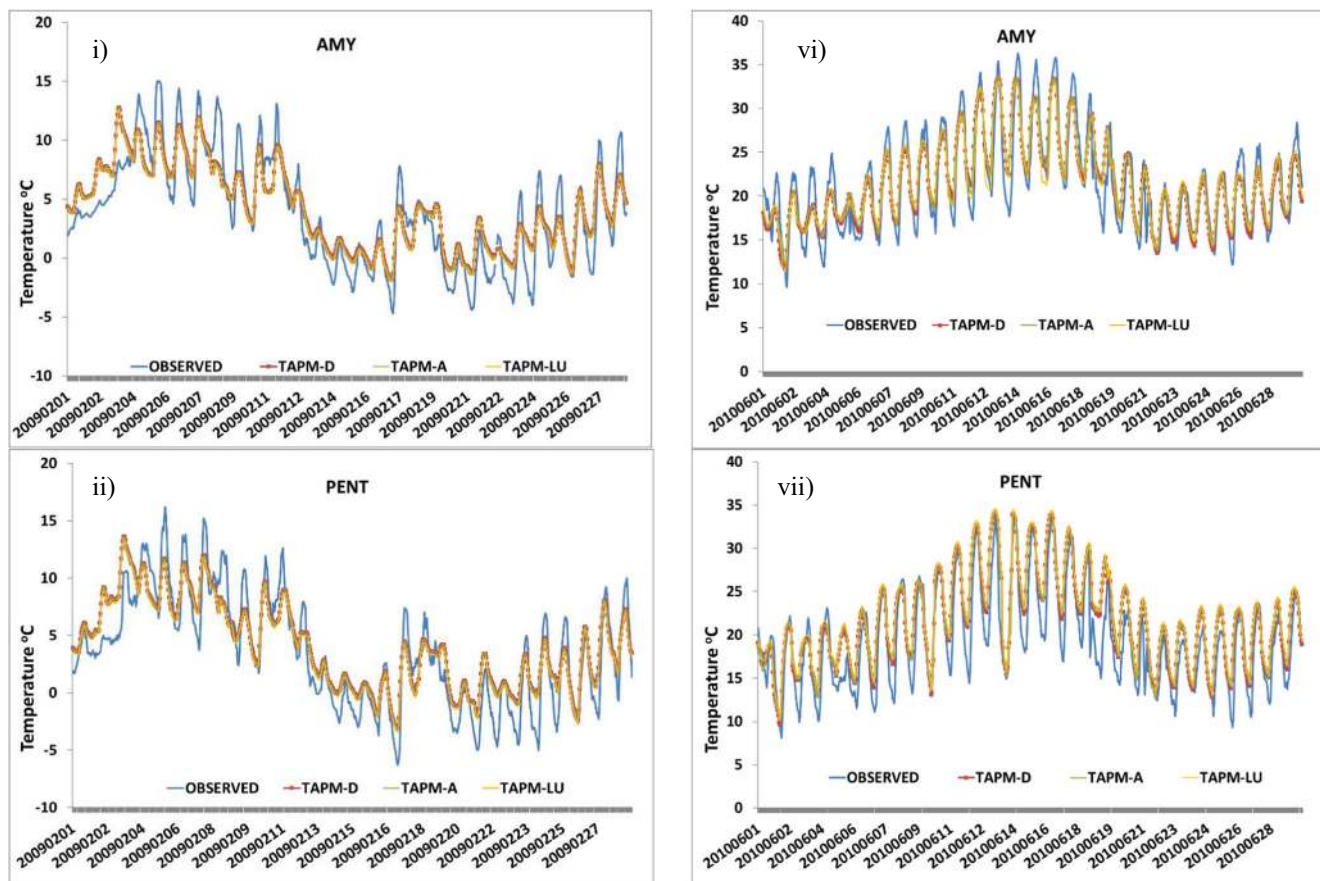 i)
AMY
Temperature ºC
20
15
10
5
0
-5
-10
OBSERVED TAPM-D TAPM-A TAPM-LU
20090201 20090202 20090204 20090206 20090207 20090209 20090211 20090212 20090214 20090216 20090217 20090219 20090221 20090222 20090224 20090226 20090227
vi)
AMY
Temperature ºC
40
35
30
25
20
15
10
5
0
OBSERVED TAPM-D TAPM-A TAPM-LU
20100601 20100602 20100604 20100606 20100607 20100609 20100611 20100612 20100614 20100616 20100618 20100619 20100621 20100623 20100624 20100626 20100628
ii)
PENT
Temperature ºC
20
15
10
5
0
-5
-10
OBSERVED TAPM-D TAPM-A TAPM-LU
20090201 20090202 20090204 20090206 20090208 20090209 20090211 20090213 20090215 20090216 20090218 20090220 20090222 20090223 20090225 20090227
vii)
PENT
Temperature ºC
40
35
30
25
20
15
10
5
0
OBSERVED TAPM-D TAPM-A TAPM-LU
20100601 20100602 20100604 20100606 20100607 20100609 20100611 20100612 20100614 20100616 20100618 20100619 20100621 20100623 20100624 20100626 20100628